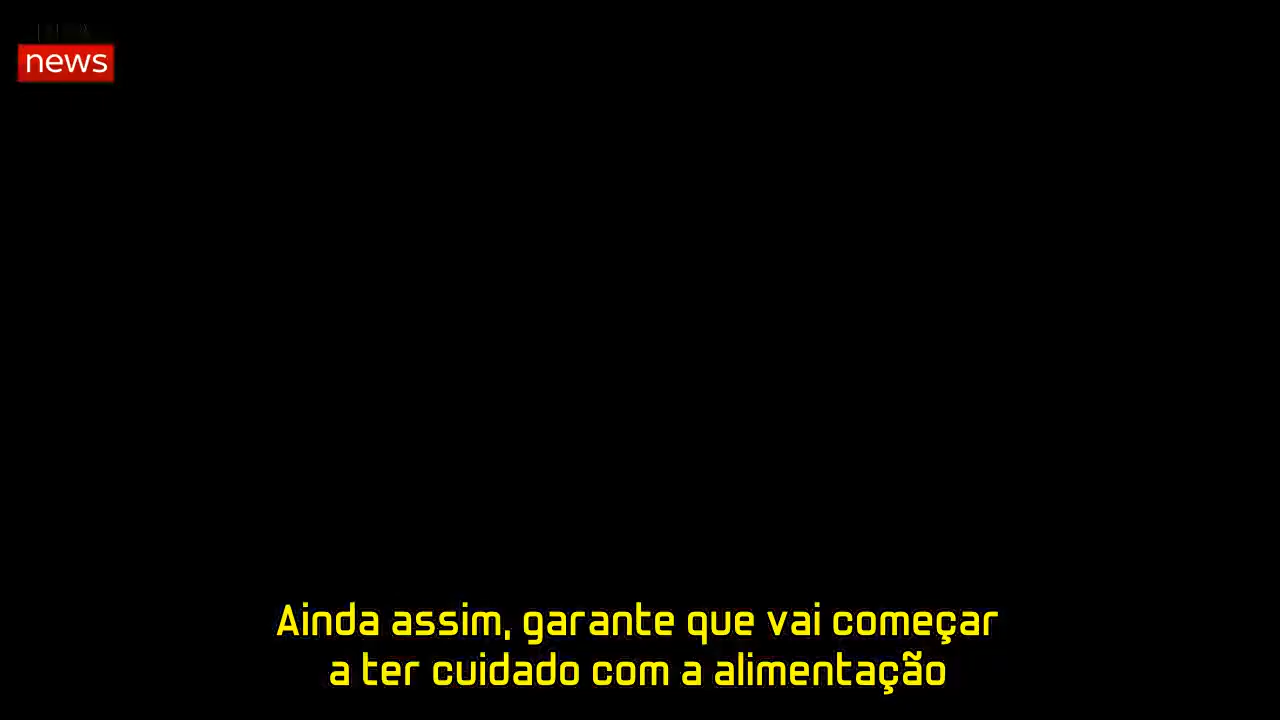 news
Ainda assim, garante que vai começar
a ter cuidado com a alimentação